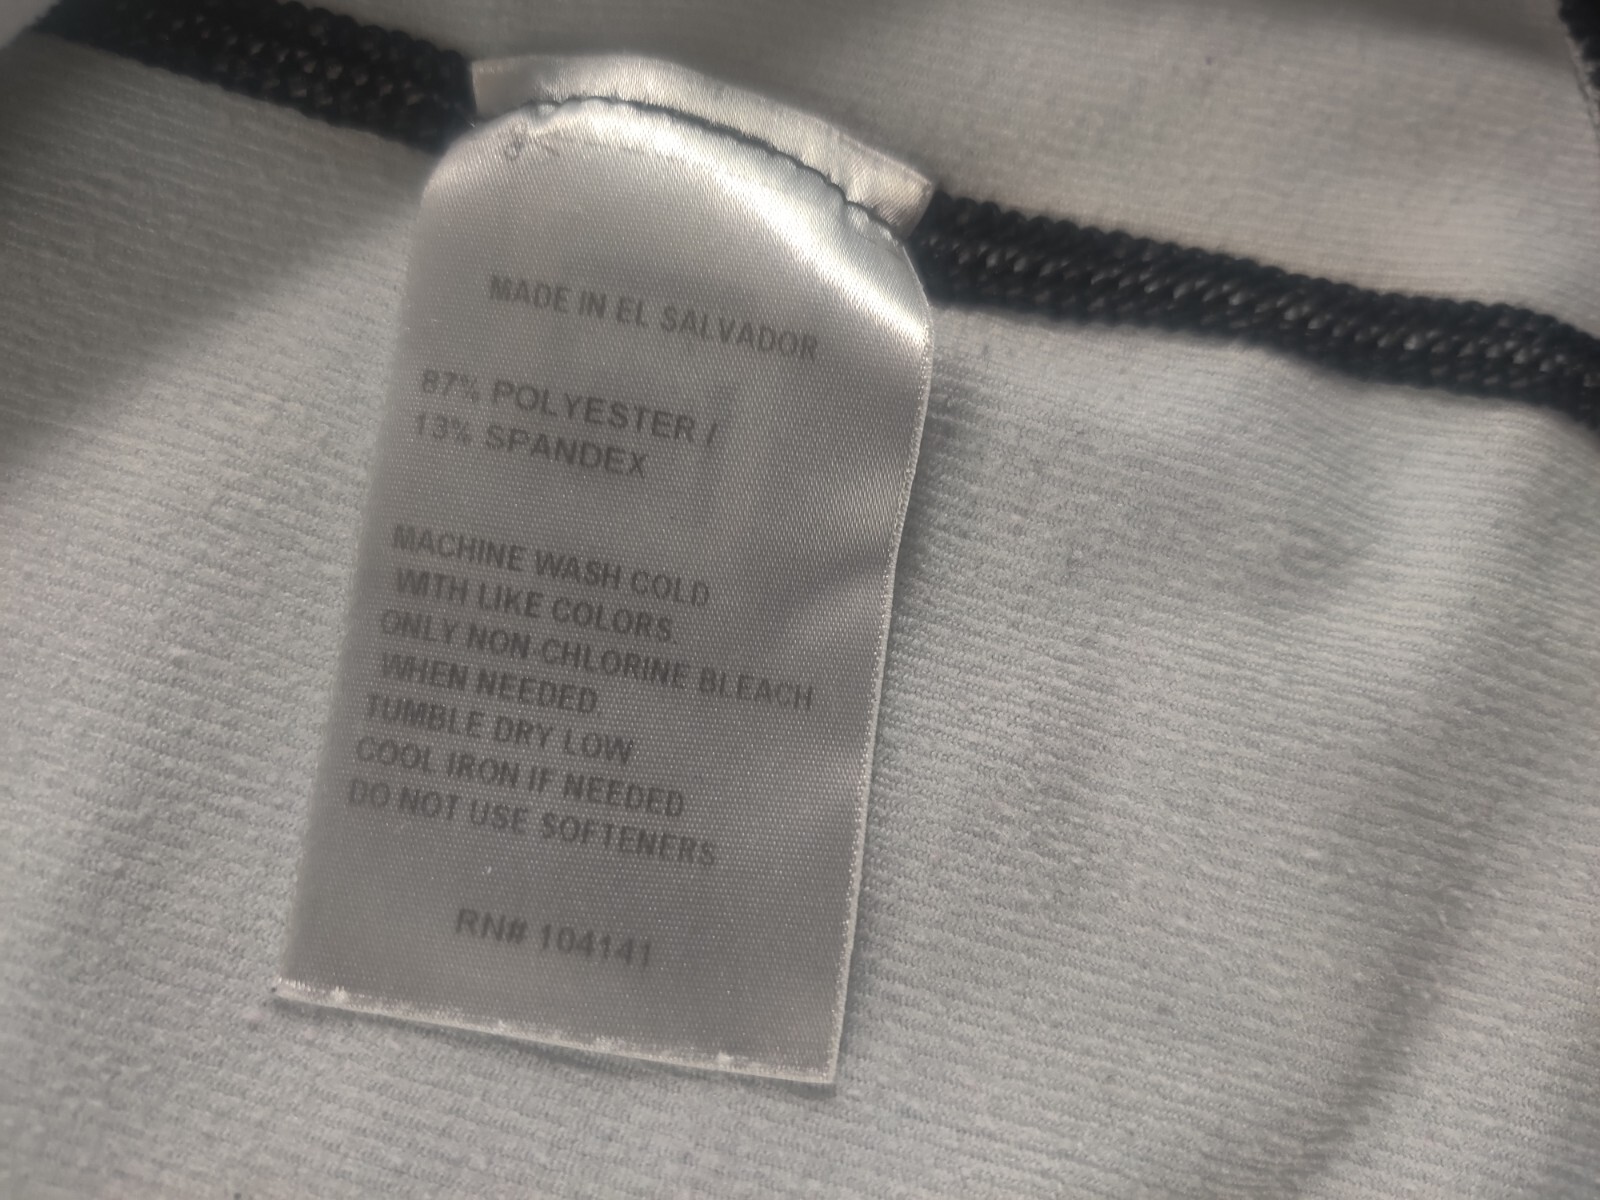 MADE IN EL SALVADOR
87% POLYESTER /
13% SPANDEX
MACHINE WASH COLD
WITH LIKE COLORS.
ONLY NON-CHLORINE BLEACH
WHEN NEEDED
TUMBLE DRY LOW
COOL IRON IF NEEDED
DO NOT USE SOFTENERS
RN# 104141